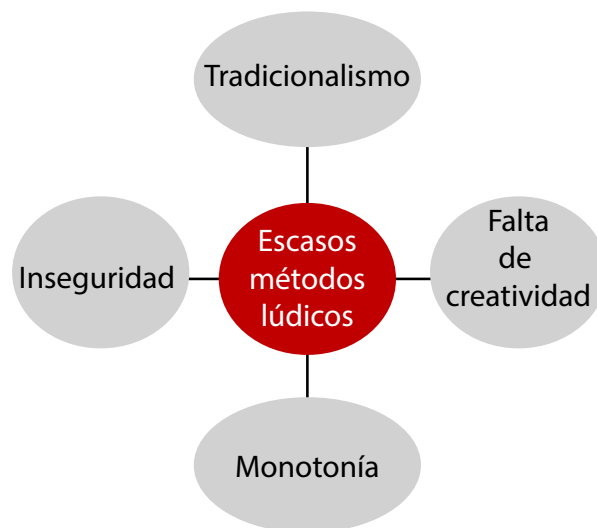 Tradicionalismo
Inseguridad
Escasos
métodos
lúdicos
Falta
de
creatividad
Monotonía